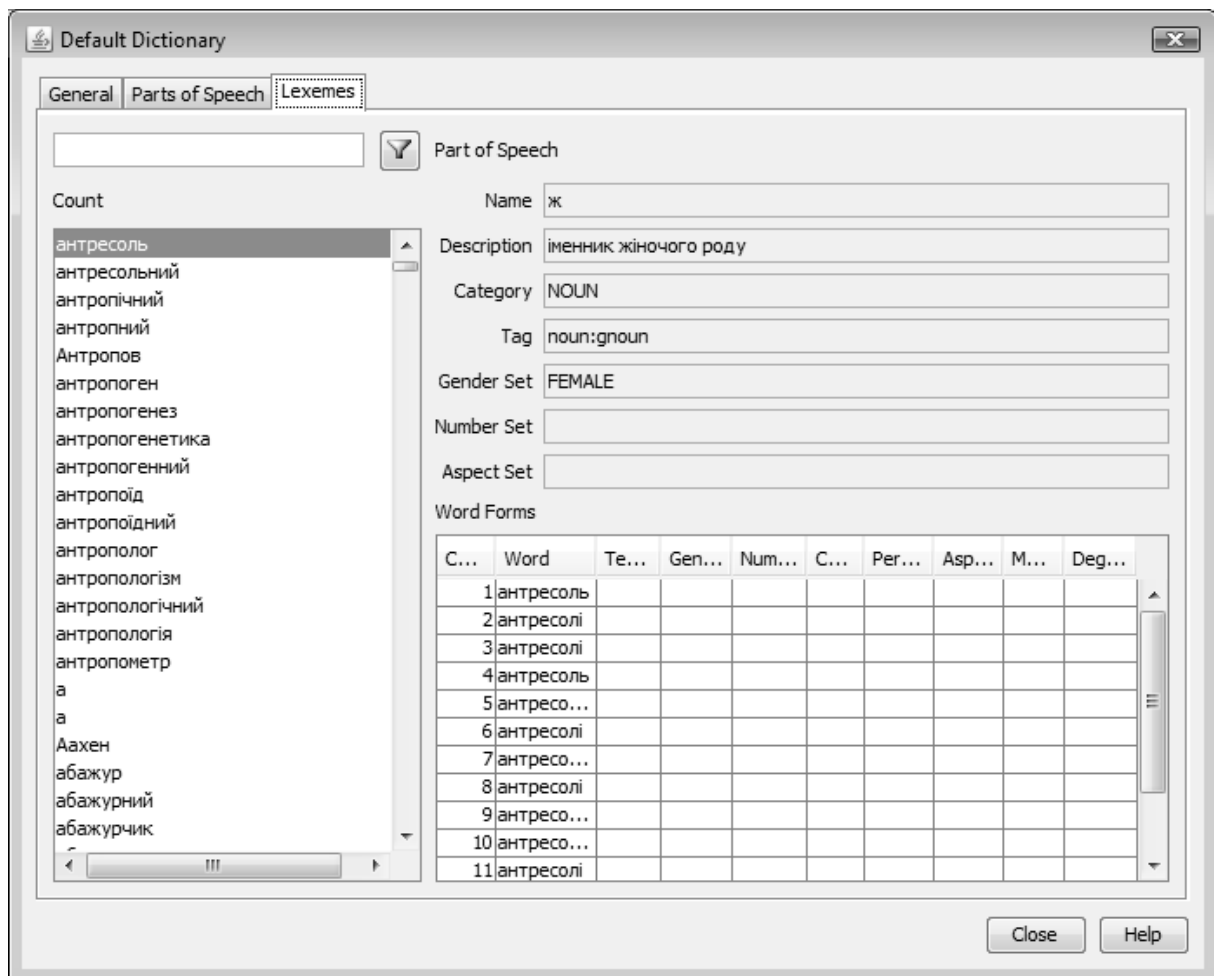 Default Dictionary
General Parts of Speech Lexemes
Part of Speech
Count
антресоль
антресольний
антропічний
антропний
Антропов
антропоген
антропогенез
антропогенетика
антропогенний
антропоїд
антропоїдний
антрополог
антропологізм
антропологічний
антропологія
антропометр
а
а
Аахен
абажур
абажурний
абажурчик
Name ж
Description іменник жіночого роду
Category NOUN
Tag noun:gnoun
Gender Set FEMALE
Number Set
Aspect Set
Word Forms
C... Word Te... Gen... Num... C... Per... Asp... M... Deg...
1 антресоль
2 антресолі
3 антресолі
4 антресоль
5 антресо...
6 антресолі
7 антресо...
8 антресолі
9 антресо...
10 антресо...
11 антресолі
Close Help